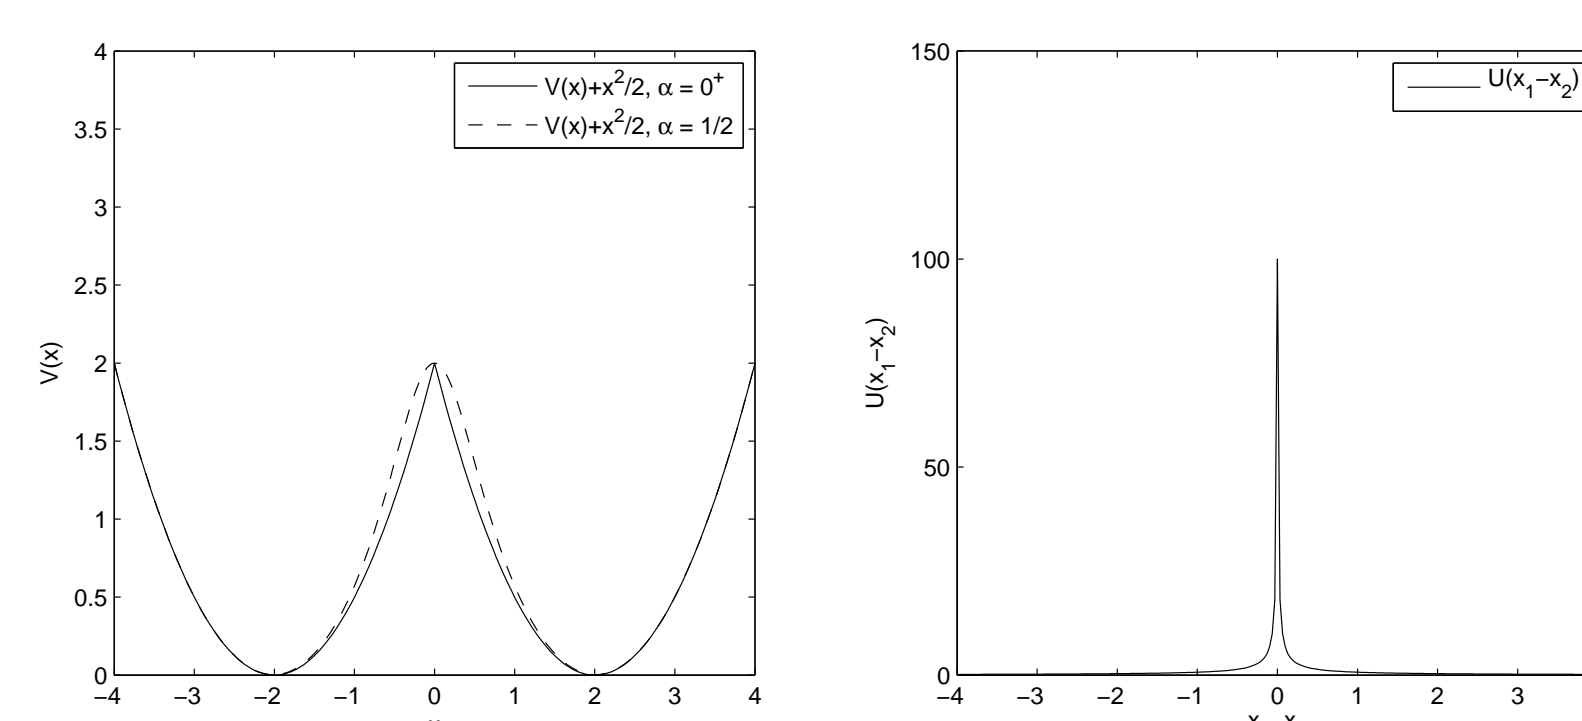 4
3.5
3
2.5
2
1.5
1
0.5
0
V(x)
−4 −3 −2 −1 0 1 2 3 4
V(x)+x²/2, α = 0⁺
V(x)+x²/2, α = 1/2
150
100
50
0
U(x₁−x₂)
−4 −3 −2 −1 0 1 2 3
U(x₁−x₂)